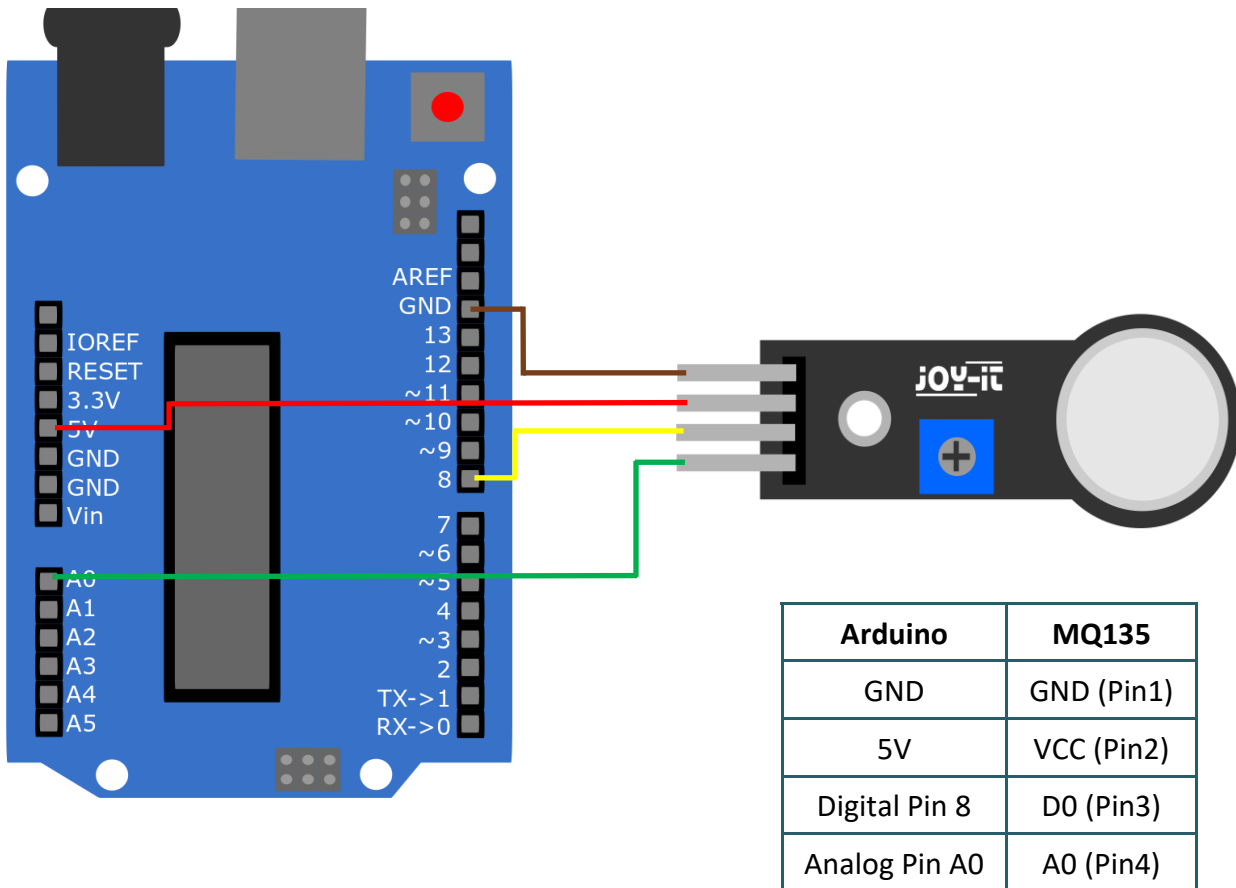 AREF
GND
13
12
~11
~10
~9
8
7
~6
~5
4
~3
2
TX->1
RX->0
IOREF
RESET
3.3V
5V
GND
GND
Vin
A0
A1
A2
A3
A4
A5
JOY-iT
Arduino MQ135
GND GND (Pin1)
5V VCC (Pin2)
Digital Pin 8 D0 (Pin3)
Analog Pin A0 A0 (Pin4)